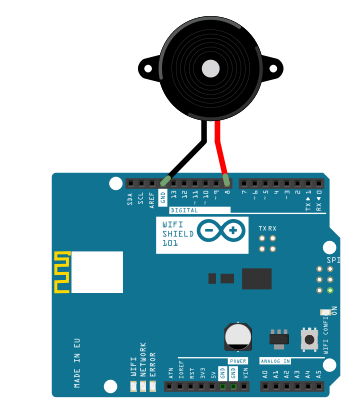 SDA
SCL
AREF
GND
13
12
~11
~10
~9
8
7
~6
~5
4
~3
2
TX▶1
RX◀0
DIGITAL
WIFI
SHIELD
101
TX RX
SPI
ON
WIFI CONFIG
WIFI
NETWORK
ERROR
MADE IN EU
POWER
ANALOG IN
IOREF
RST
3V3
5V
GND
GND
VIN
A0
A1
A2
A3
A4
A5
WIFI